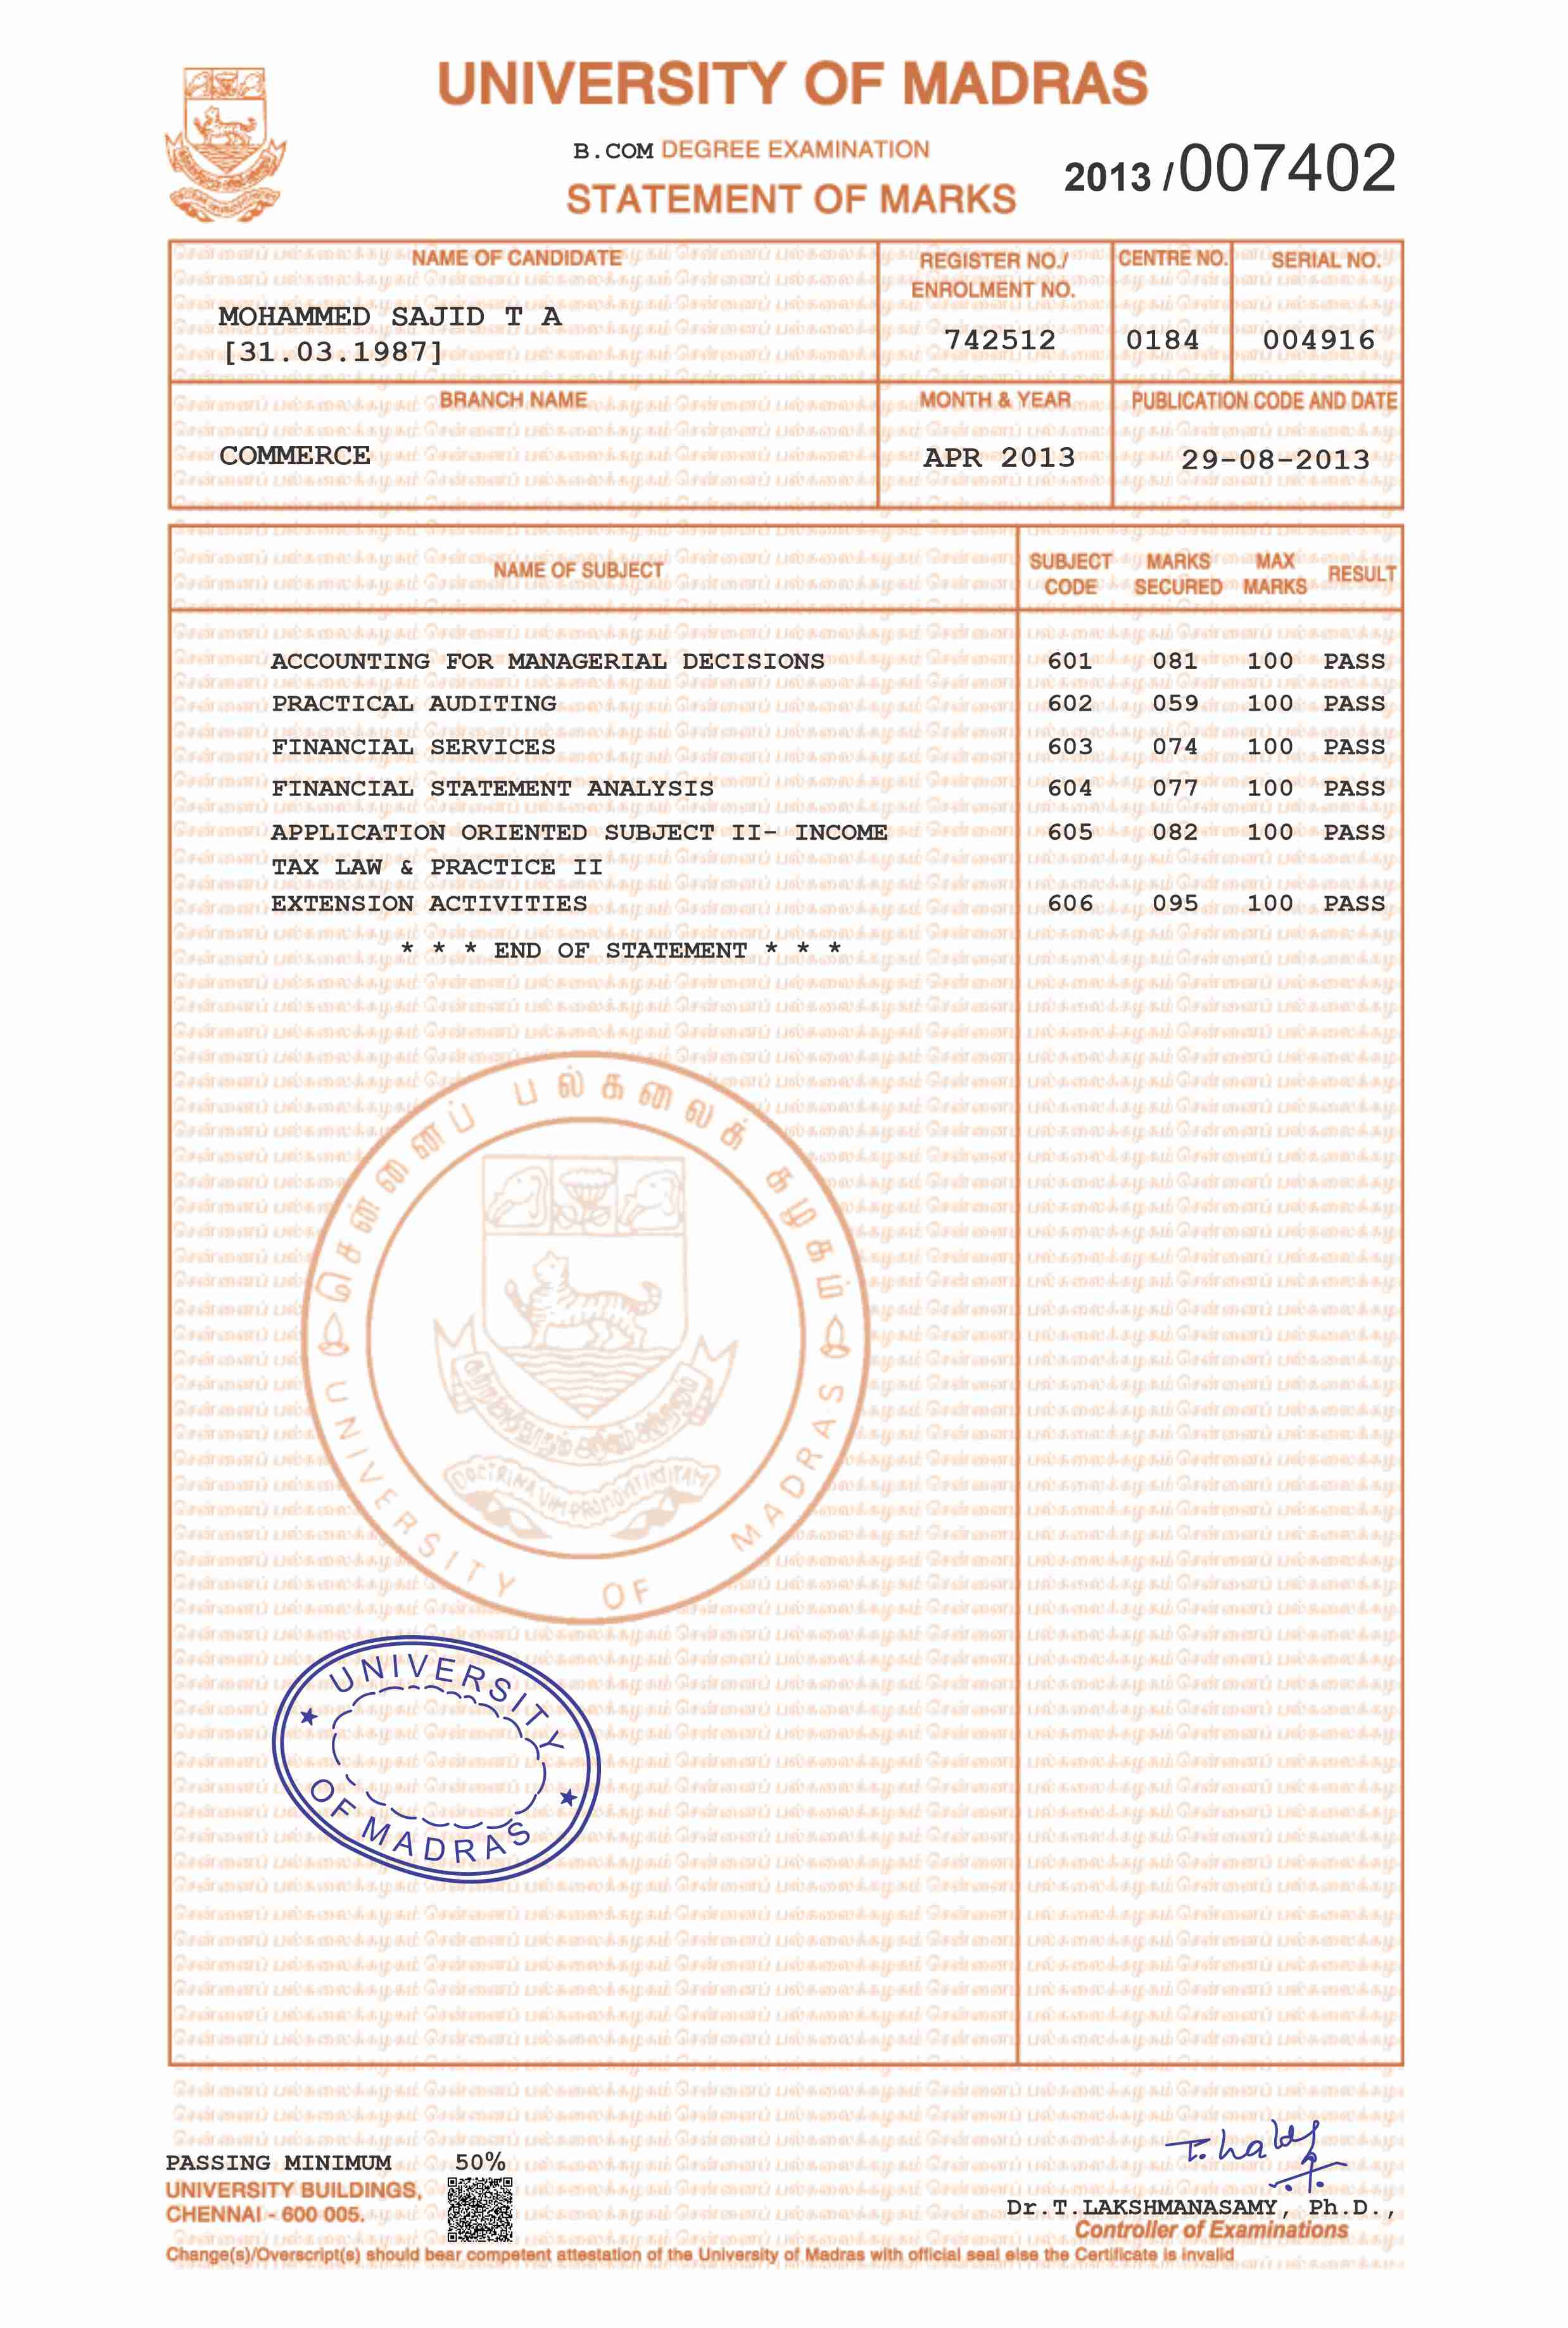 UNIVERSITY OF MADRAS
B.COM DEGREE EXAMINATION
STATEMENT OF MARKS
2013 / 007402
NAME OF CANDIDATE
MOHAMMED SAJID T A
[31.03.1987]
REGISTER NO./
ENROLMENT NO.
742512
CENTRE NO.
0184
SERIAL NO.
004916
BRANCH NAME
COMMERCE
MONTH & YEAR
APR 2013
PUBLICATION CODE AND DATE
29-08-2013
NAME OF SUBJECT SUBJECT CODE MARKS SECURED MAX MARKS RESULT
ACCOUNTING FOR MANAGERIAL DECISIONS 601 081 100 PASS
PRACTICAL AUDITING 602 059 100 PASS
FINANCIAL SERVICES 603 074 100 PASS
FINANCIAL STATEMENT ANALYSIS 604 077 100 PASS
APPLICATION ORIENTED SUBJECT II- INCOME 605 082 100 PASS
TAX LAW & PRACTICE II
EXTENSION ACTIVITIES 606 095 100 PASS
* * * END OF STATEMENT * * *
சென்னைப் பல்கலைக் கழகம்
DOCTRINA VIM PROMOVET INSITAM
UNIVERSITY OF MADRAS
UNIVERSITY
OF MADRAS
PASSING MINIMUM 50%
UNIVERSITY BUILDINGS,
CHENNAI - 600 005.
Dr.T.LAKSHMANASAMY, Ph.D.,
Controller of Examinations
Change(s)/Overscript(s) should bear competent attestation of the University of Madras with official seal else the Certificate is invalid